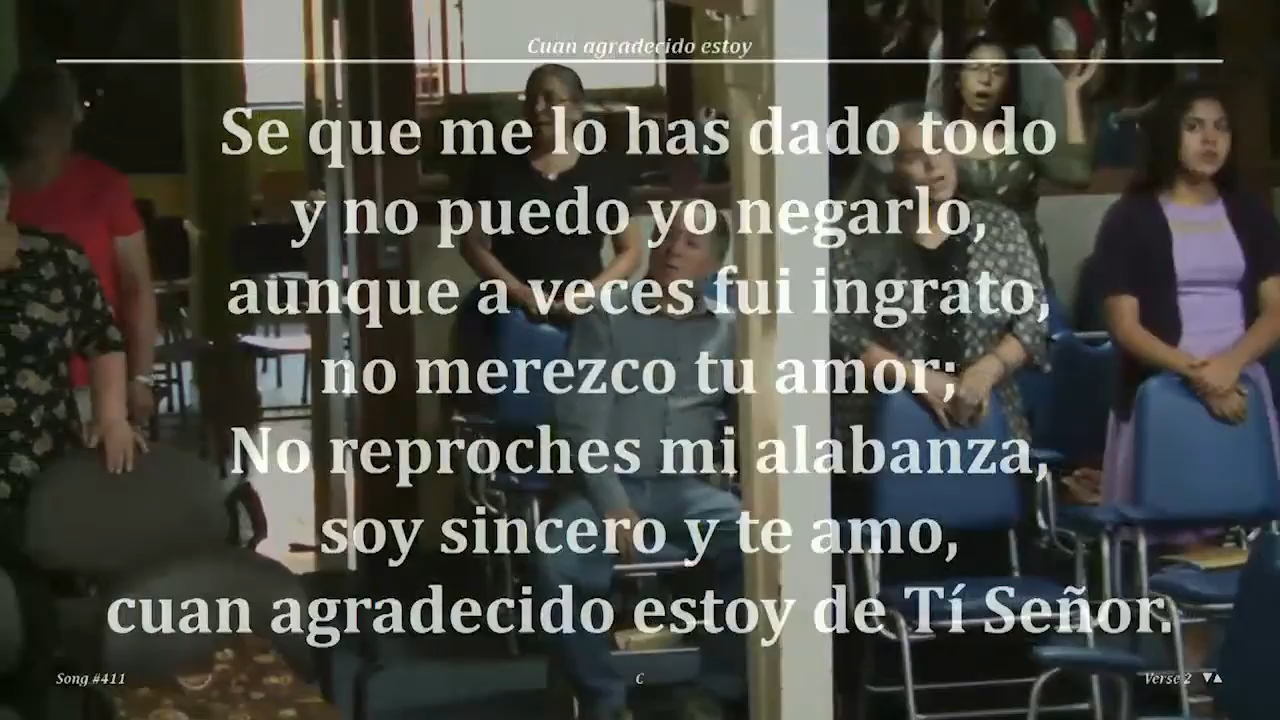 Cuan agradecido estoy
Se que me lo has dado todo
y no puedo yo negarlo,
aunque a veces fui ingrato,
no merezco tu amor;
No reproches mi alabanza,
soy sincero y te amo,
cuan agradecido estoy de Tí Señor.
Song #411 C Verse 2 ▼▲